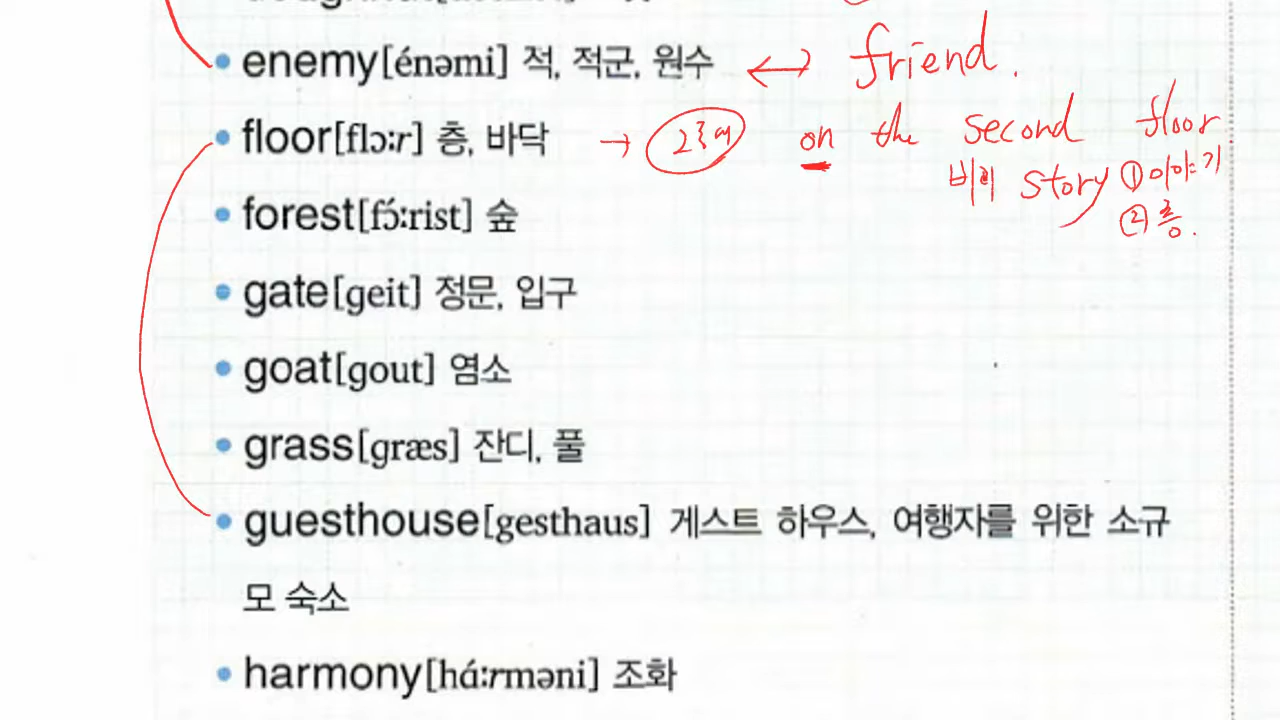 enemy[énəmi] 적, 적군, 원수 ↔ friend.
floor[flɔːr] 층, 바닥 → 2층에 on the second floor
story ① 이야기
② 층.
forest[fɔ́ːrist] 숲
gate[geit] 정문, 입구
goat[gout] 염소
grass[græs] 잔디, 풀
guesthouse[gesthaus] 게스트 하우스, 여행자를 위한 소규
모 숙소
harmony[hɑ́ːrməni] 조화